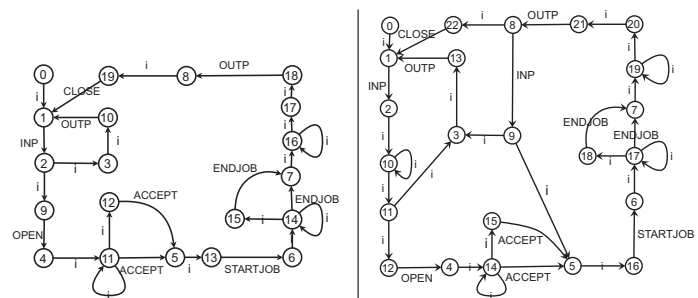 0 i 1 CLOSE 19 i 8 OUTP 18
i 17
i 16 i
i 7
OUTP 10 i 3
INP 2 i
i 9
OPEN 4 i 11 ACCEPT 5 i 13 STARTJOB 6
i 12 ACCEPT
i
ENDJOB 15 i 14 i
ENDJOB
i
0 i CLOSE 22 i 8 OUTP 21 i 20
1 OUTP 13 i
INP 2
i 10 i
i 11 i 3 i 9
INP
i 12 OPEN 4 i 14 ACCEPT 5 i 16
i 15 ACCEPT
i
i
STARTJOB 6
i 17 i
ENDJOB 18 i
ENDJOB 7
i 19 i
i